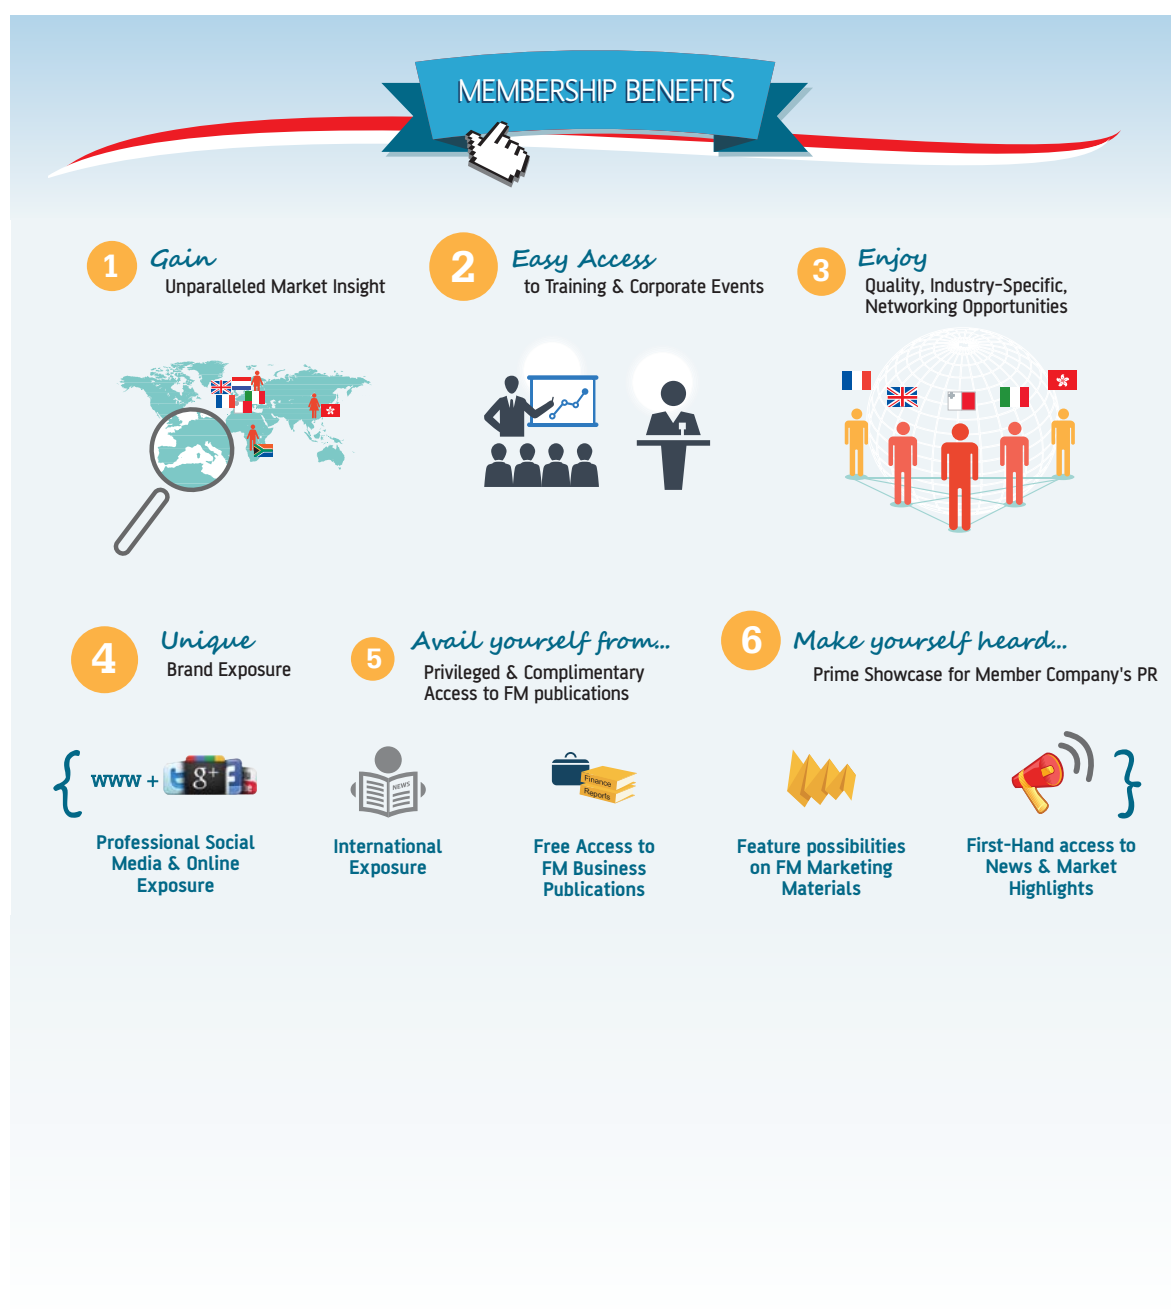 MEMBERSHIP BENEFITS
1 Gain
Unparalleled Market Insight
2 Easy Access
to Training & Corporate Events
3 Enjoy
Quality, Industry-Specific,
Networking Opportunities
4 Unique
Brand Exposure
5 Avail yourself from...
Privileged & Complimentary
Access to FM publications
6 Make yourself heard...
Prime Showcase for Member Company's PR
{ www + g+ }
NEWS
Finance
Reports
Professional Social
Media & Online
Exposure
International
Exposure
Free Access to
FM Business
Publications
Feature possibilities
on FM Marketing
Materials
First-Hand access to
News & Market
Highlights